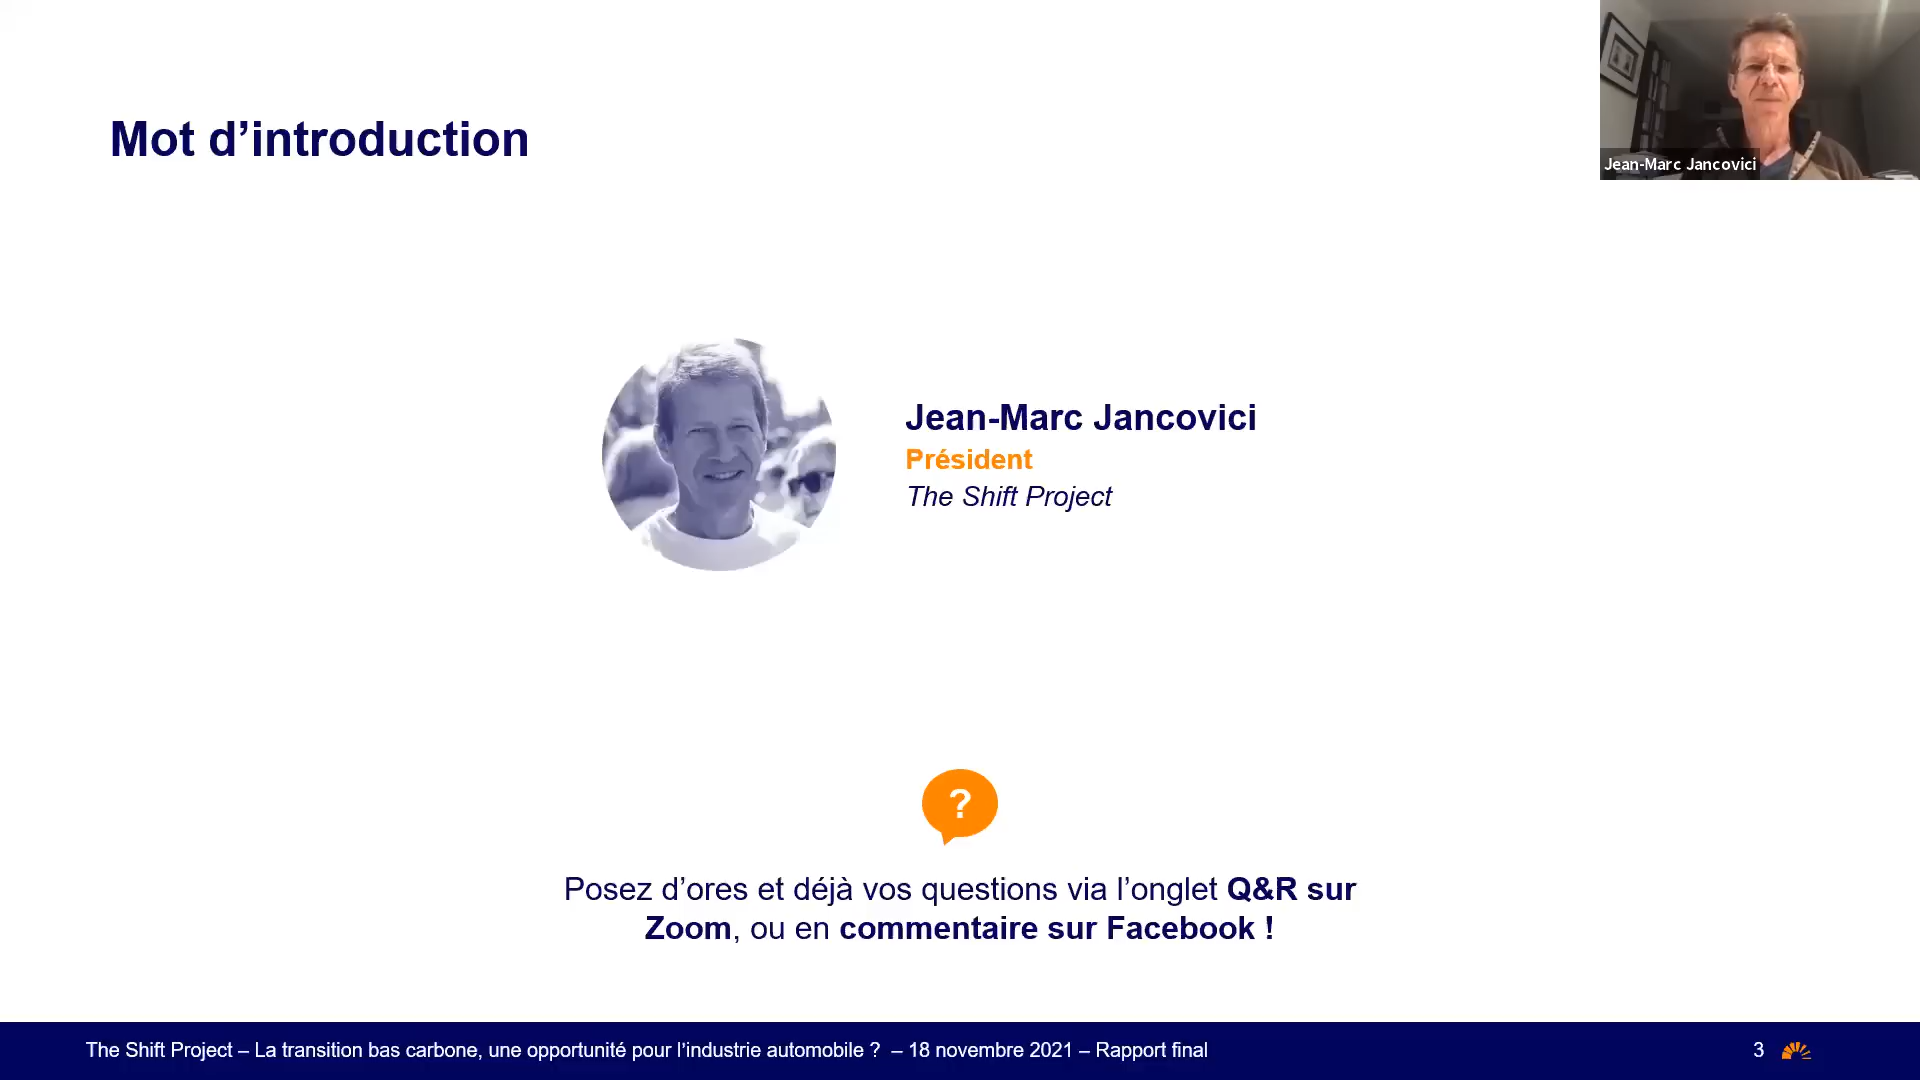 Mot d’introduction
Jean-Marc Jancovici
Jean-Marc Jancovici
Président
The Shift Project
?
Posez d’ores et déjà vos questions via l’onglet Q&R sur
Zoom, ou en commentaire sur Facebook !
The Shift Project – La transition bas carbone, une opportunité pour l’industrie automobile ? – 18 novembre 2021 – Rapport final
3